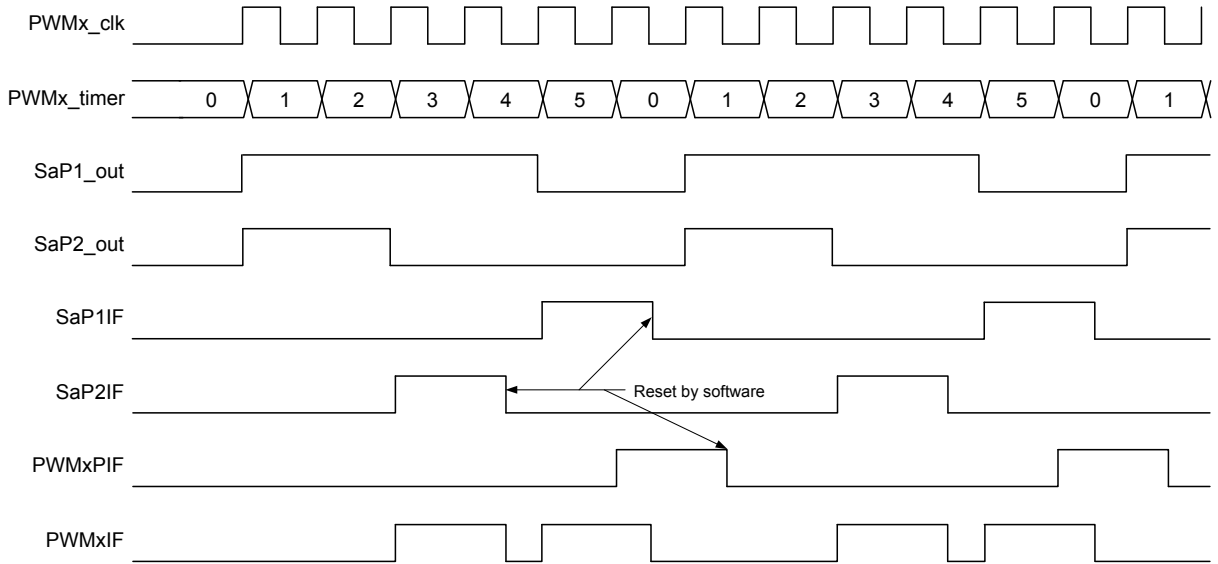 PWMx_clk
PWMx_timer 0 1 2 3 4 5 0 1 2 3 4 5 0 1
SaP1_out
SaP2_out
SaP1IF
SaP2IF Reset by software
PWMxPIF
PWMxIF